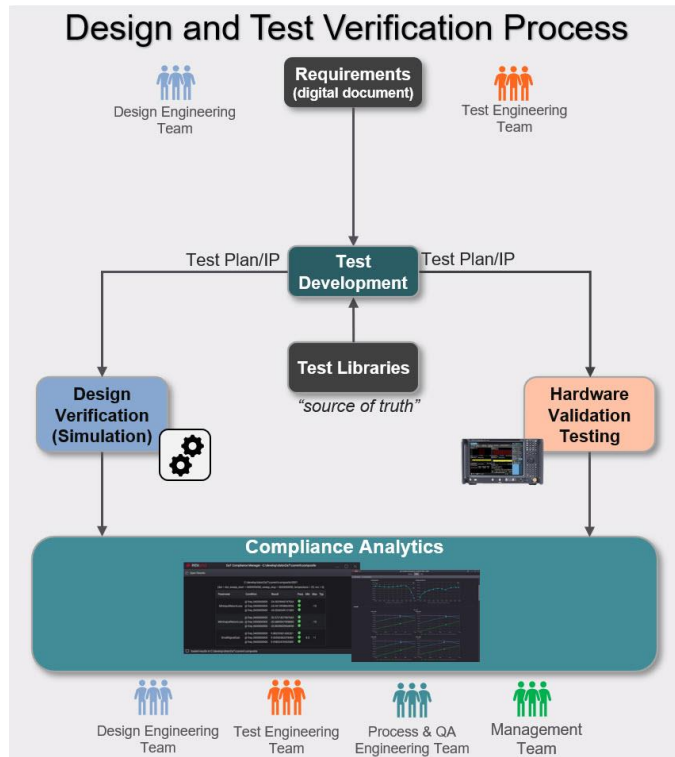 Design and Test Verification Process
Requirements
(digital document)
Design Engineering
Team
Test Engineering
Team
Test Plan/IP
Test
Development
Test Plan/IP
Test Libraries
“source of truth”
Design
Verification
(Simulation)
Hardware
Validation
Testing
Compliance Analytics
Design Engineering
Team
Test Engineering
Team
Process & QA
Engineering Team
Management
Team